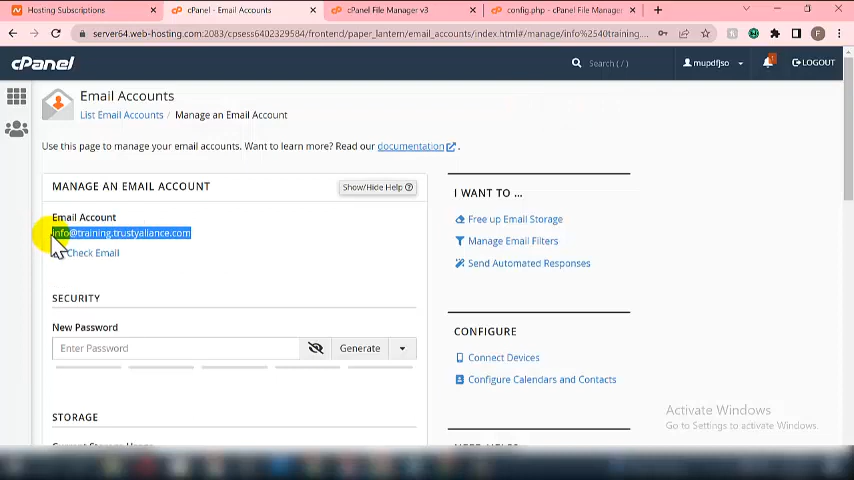 Hosting Subscriptions
cPanel - Email Accounts
cPanel File Manager v3
config.php - cPanel File Manager
server64.web-hosting.com:2083/cpsess6402329584/frontend/paper_lantern/email_accounts/index.html#/manage/info%2540training....
cPanel
Search ( / )
mupdfjso
LOGOUT
Email Accounts
List Email Accounts / Manage an Email Account
Use this page to manage your email accounts. Want to learn more? Read our documentation .
MANAGE AN EMAIL ACCOUNT
Show/Hide Help
Email Account
info@training.trustyaliance.com
Check Email
SECURITY
New Password
Enter Password
Generate
STORAGE
I WANT TO ...
Free up Email Storage
Manage Email Filters
Send Automated Responses
CONFIGURE
Connect Devices
Configure Calendars and Contacts
Activate Windows
Go to Settings to activate Windows.